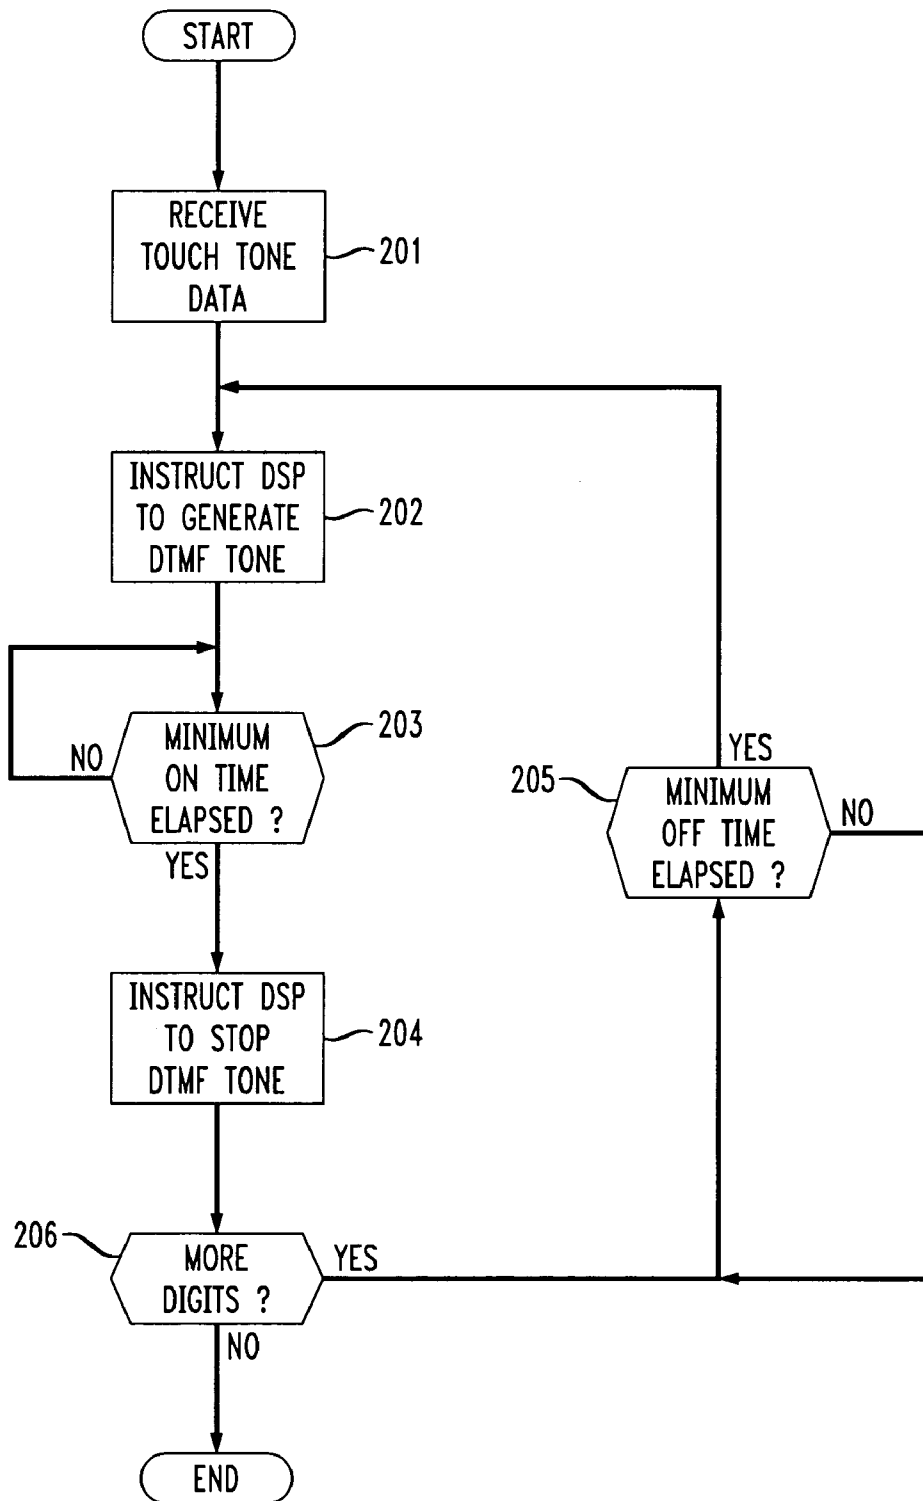 START
RECEIVE
TOUCH TONE
DATA
201
INSTRUCT DSP
TO GENERATE
DTMF TONE
202
MINIMUM
ON TIME
ELAPSED ?
203
NO
YES
INSTRUCT DSP
TO STOP
DTMF TONE
204
MORE
DIGITS ?
206
YES
NO
END
205
MINIMUM
OFF TIME
ELAPSED ?
YES
NO